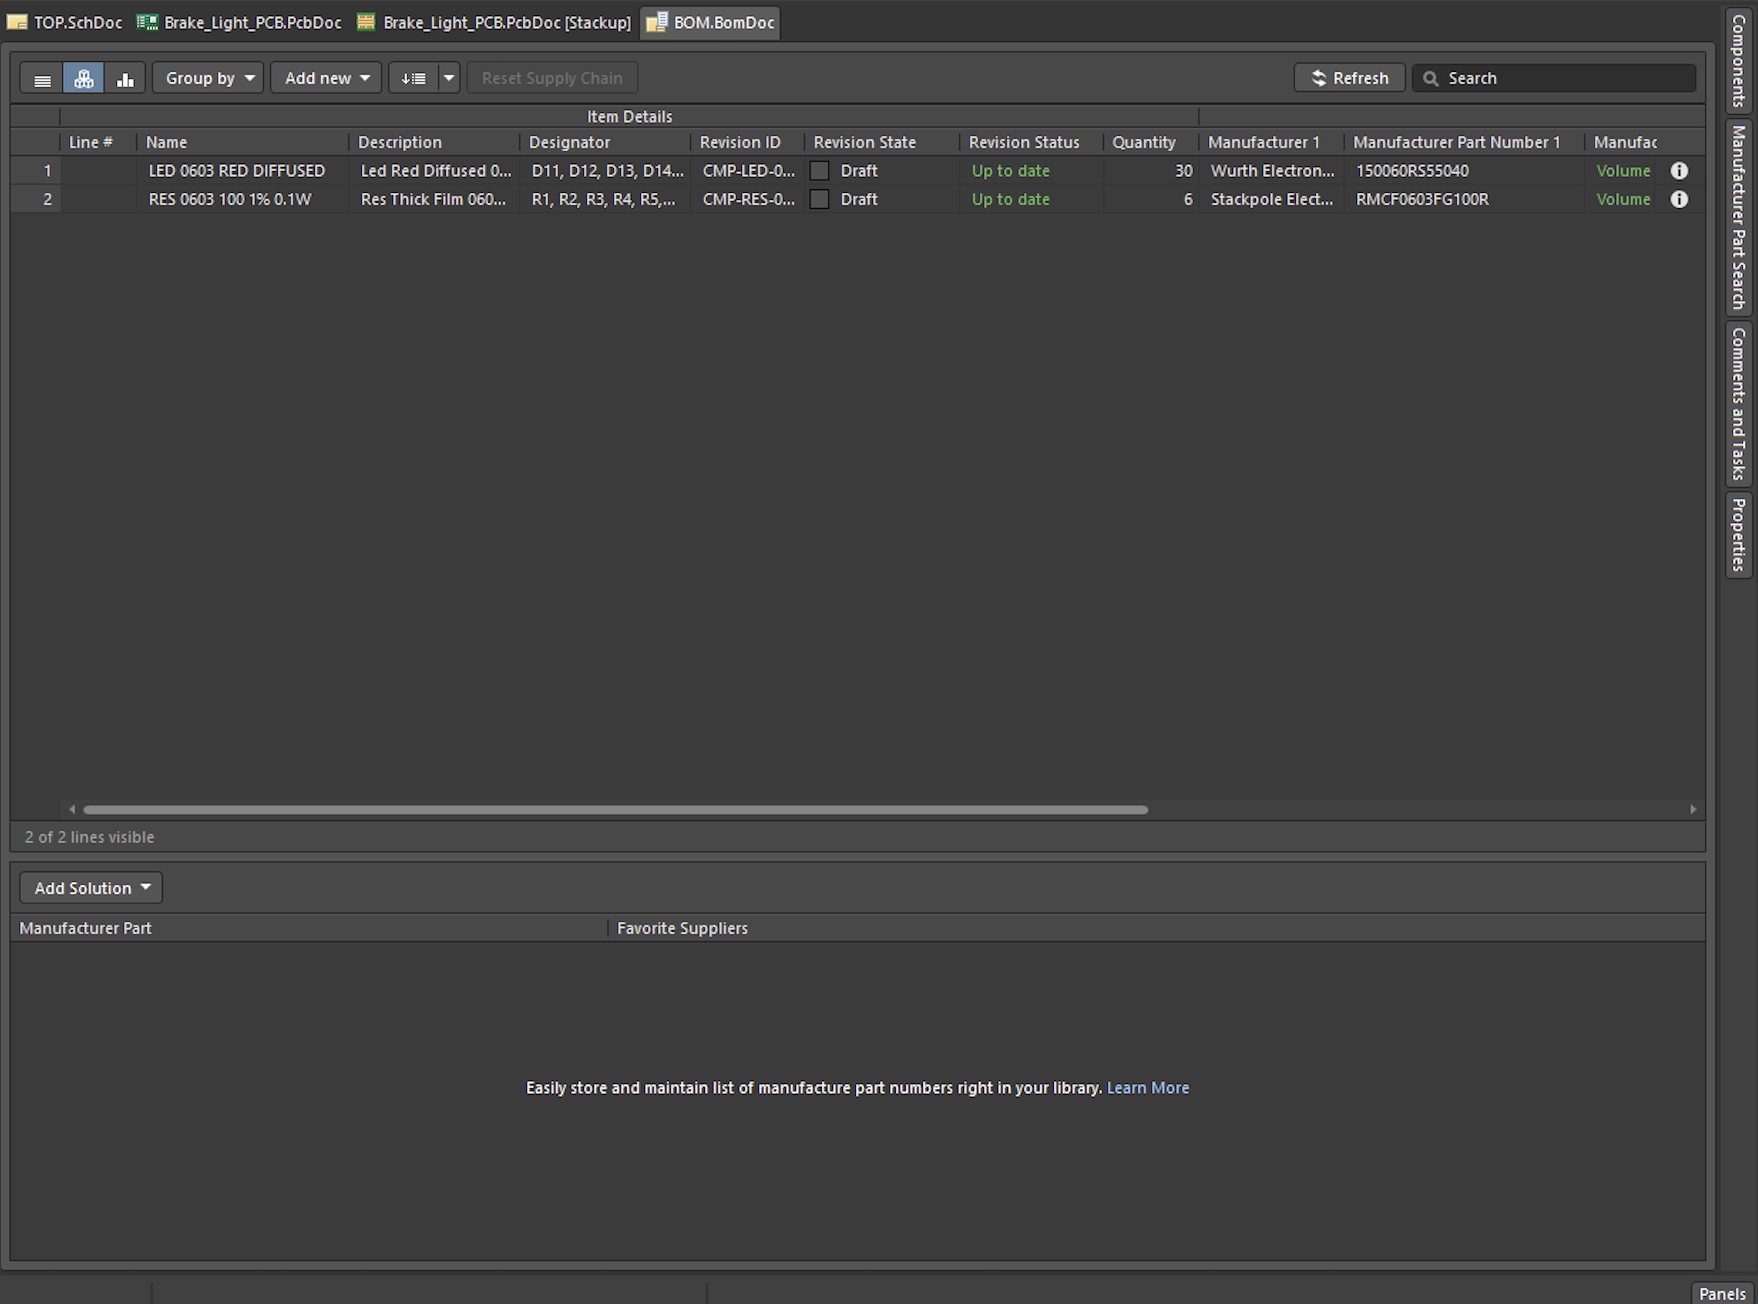 TOP.SchDoc Brake_Light_PCB.PcbDoc Brake_Light_PCB.PcbDoc [Stackup] BOM.BomDoc
Group by Add new Reset Supply Chain Refresh Search
Item Details
Line # Name Description Designator Revision ID Revision State Revision Status Quantity Manufacturer 1 Manufacturer Part Number 1 Manufac
1 LED 0603 RED DIFFUSED Led Red Diffused 0... D11, D12, D13, D14... CMP-LED-0... Draft Up to date 30 Wurth Electron... 150060RS55040 Volume
2 RES 0603 100 1% 0.1W Res Thick Film 060... R1, R2, R3, R4, R5,... CMP-RES-0... Draft Up to date 6 Stackpole Elect... RMCF0603FG100R Volume
2 of 2 lines visible
Add Solution
Manufacturer Part Favorite Suppliers
Easily store and maintain list of manufacture part numbers right in your library. Learn More
Components
Manufacturer Part Search
Comments and Tasks
Properties
Panels